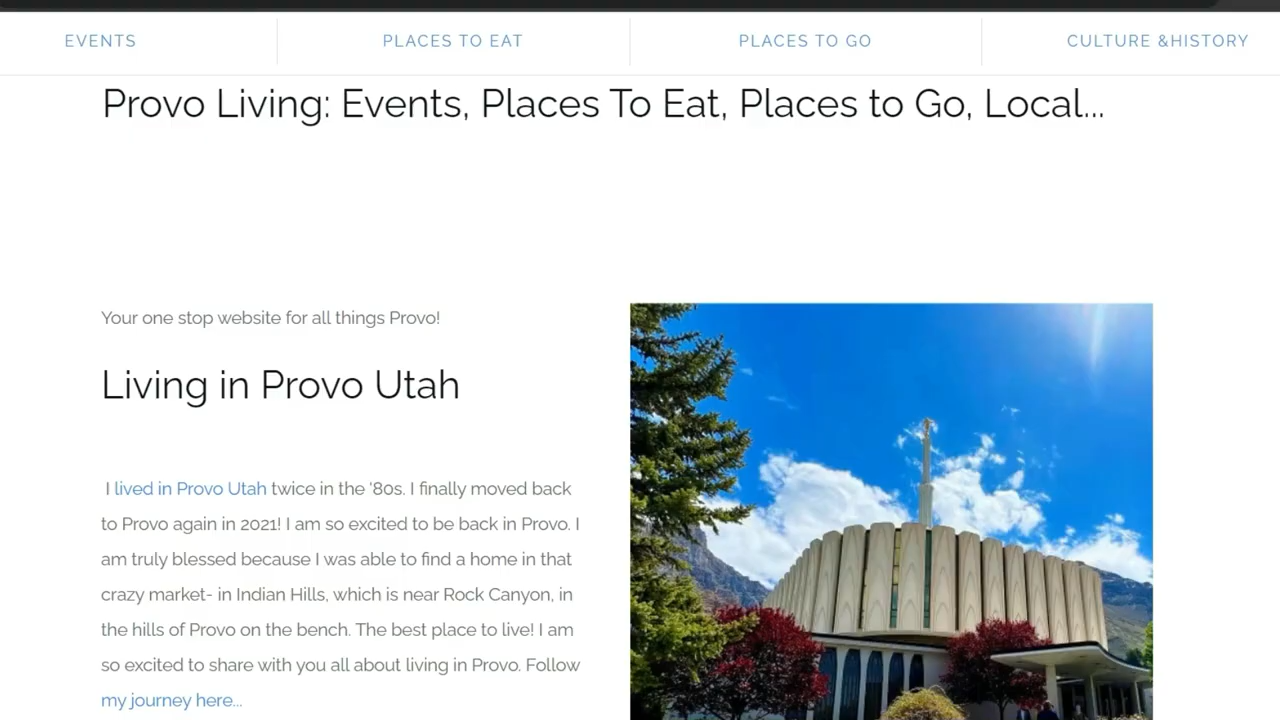 EVENTS
PLACES TO EAT
PLACES TO GO
CULTURE &HISTORY
Provo Living: Events, Places To Eat, Places to Go, Local...
Your one stop website for all things Provo!
Living in Provo Utah
I lived in Provo Utah twice in the ‘80s. I finally moved back
to Provo again in 2021! I am so excited to be back in Provo. I
am truly blessed because I was able to find a home in that
crazy market- in Indian Hills, which is near Rock Canyon, in
the hills of Provo on the bench. The best place to live! I am
so excited to share with you all about living in Provo. Follow
my journey here...